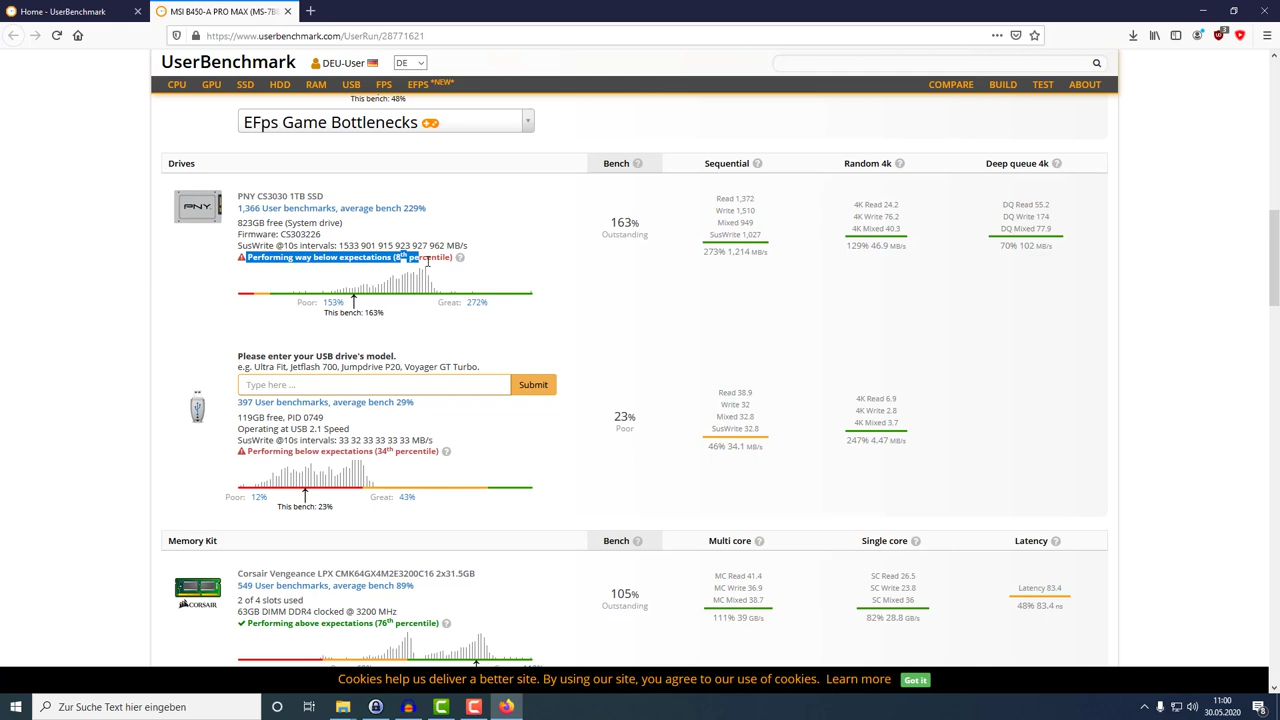 Home - UserBenchmark
MSI B450-A PRO MAX (MS-7B8
https://www.userbenchmark.com/UserRun/28771621
3
UserBenchmark
DEU-User
DE
CPU GPU SSD HDD RAM USB FPS EFPS *NEW*
COMPARE BUILD TEST ABOUT
This bench: 48%
EFps Game Bottlenecks
Drives Bench ? Sequential ? Random 4k ? Deep queue 4k ?
PNY
PNY CS3030 1TB SSD
1,366 User benchmarks, average bench 229%
823GB free (System drive)
Firmware: CS303226
SusWrite @10s intervals: 1533 901 915 923 927 962 MB/s
Performing way below expectations (8th percentile) ?
Poor: 153% Great: 272%
This bench: 163%
163%
Outstanding
Read 1,372
Write 1,510
Mixed 949
SusWrite 1,027
273% 1,214 MB/s
4K Read 24.2
4K Write 76.2
4K Mixed 40.3
129% 46.9 MB/s
DQ Read 55.2
DQ Write 174
DQ Mixed 77.9
70% 102 MB/s
Please enter your USB drive's model.
e.g. Ultra Fit, Jetflash 700, Jumpdrive P20, Voyager GT Turbo.
Type here ... Submit
397 User benchmarks, average bench 29%
119GB free, PID 0749
Operating at USB 2.1 Speed
SusWrite @10s intervals: 33 32 33 33 33 33 MB/s
Performing below expectations (34th percentile) ?
Poor: 12% Great: 43%
This bench: 23%
23%
Poor
Read 38.9
Write 32
Mixed 32.8
SusWrite 32.8
46% 34.1 MB/s
4K Read 6.9
4K Write 2.8
4K Mixed 3.7
247% 4.47 MB/s
Memory Kit Bench ? Multi core ? Single core ? Latency ?
CORSAIR
Corsair Vengeance LPX CMK64GX4M2E3200C16 2x31.5GB
549 User benchmarks, average bench 89%
2 of 4 slots used
63GB DIMM DDR4 clocked @ 3200 MHz
Performing above expectations (76th percentile) ?
105%
Outstanding
MC Read 41.4
MC Write 36.9
MC Mixed 38.7
111% 39 GB/s
SC Read 26.5
SC Write 23.8
SC Mixed 36
82% 28.8 GB/s
Latency 83.4
48% 83.4 ns
Cookies help us deliver a better site. By using our site, you agree to our use of cookies. Learn more Got it
Zur Suche Text hier eingeben
11:00
30.05.2020
8